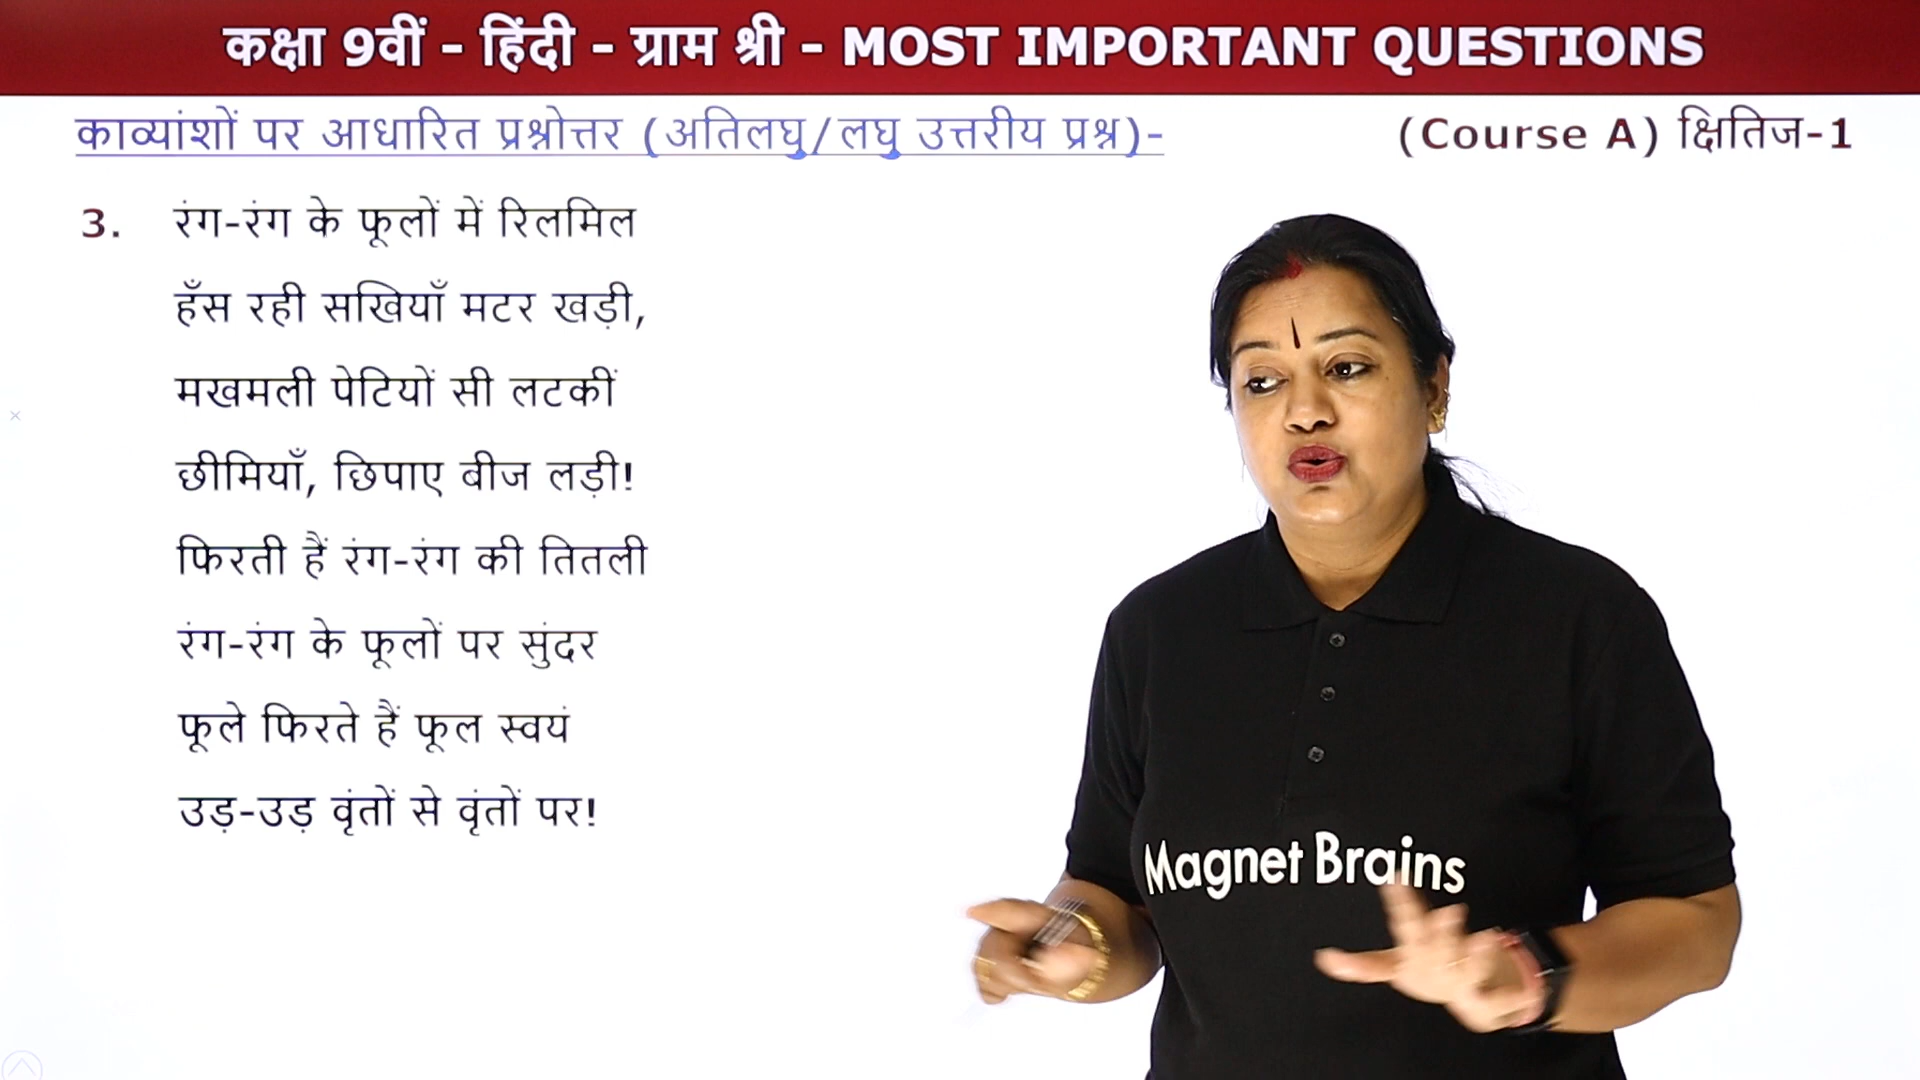 कक्षा 9वीं - हिंदी - ग्राम श्री - MOST IMPORTANT QUESTIONS
काव्यांशों पर आधारित प्रश्नोत्तर (अतिलघु/लघु उत्तरीय प्रश्न)-
(Course A) क्षितिज-1
3. रंग-रंग के फूलों में रिलमिल
हँस रही सखियाँ मटर खड़ी,
मखमली पेटियों सी लटकीं
छीमियाँ, छिपाए बीज लड़ी!
फिरती हैं रंग-रंग की तितली
रंग-रंग के फूलों पर सुंदर
फूले फिरते हैं फूल स्वयं
उड़-उड़ वृंतों से वृंतों पर!
Magnet Brains